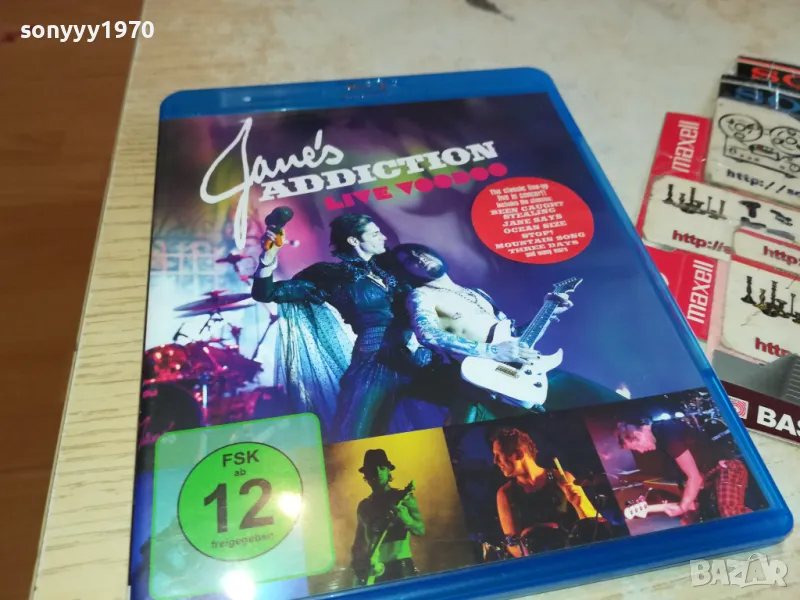 sonyyy1970
Jane's
ADDICTION
LIVE VOODOO
The classic line-up
live in concert!
Includes the classics:
BEEN CAUGHT
STEALING
JANE SAYS
OCEAN SIZE
STOP!
MOUNTAIN SONG
THREE DAYS
and many more
FSK
ab
12
freigegeben
maxell
http://s
http
maxell
http
BAS
BAZAR